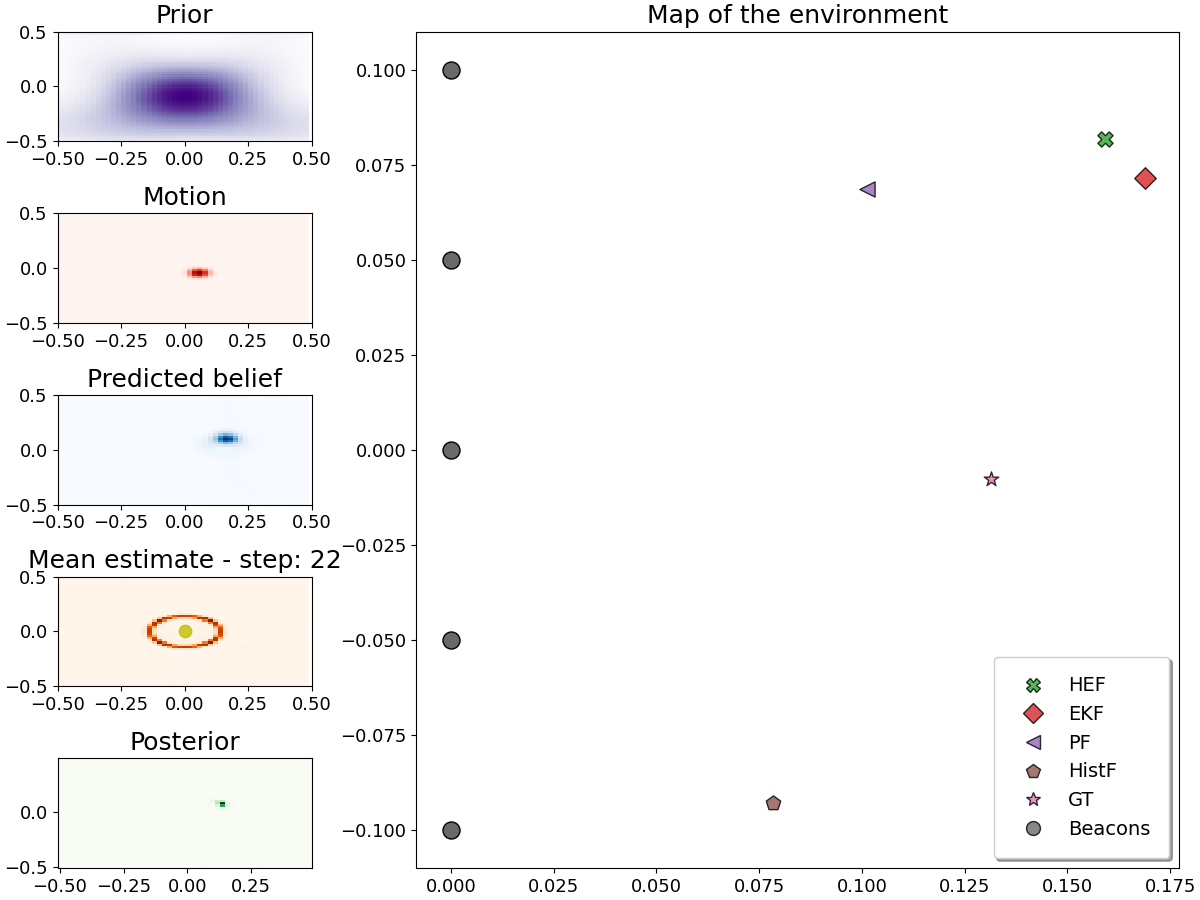 Prior
0.5
0.0
−0.5
−0.50 −0.25 0.00 0.25 0.50
Motion
0.5
0.0
−0.5
−0.50 −0.25 0.00 0.25 0.50
Predicted belief
0.5
0.0
−0.5
−0.50 −0.25 0.00 0.25 0.50
Mean estimate - step: 22
0.5
0.0
−0.5
−0.50 −0.25 0.00 0.25 0.50
Posterior
0.0
−0.5
−0.50 −0.25 0.00 0.25
Map of the environment
0.100
0.075
0.050
0.025
0.000
−0.025
−0.050
−0.075
−0.100
0.000 0.025 0.050 0.075 0.100 0.125 0.150 0.175
HEF
EKF
PF
HistF
GT
Beacons